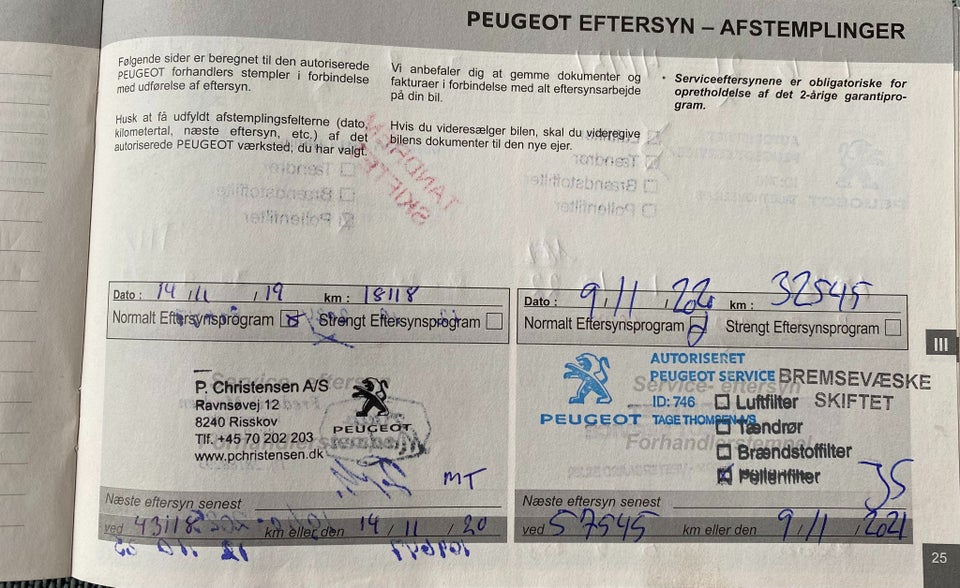 PEUGEOT EFTERSYN – AFSTEMPLINGER
Følgende sider er beregnet til den autoriserede
PEUGEOT forhandlers stempler i forbindelse
med udførelse af eftersyn.
Husk at få udfyldt afstemplingsfelterne (dato,
kilometertal, næste eftersyn, etc.) af det
autoriserede PEUGEOT værksted, du har valgt.
Vi anbefaler dig at gemme dokumenter og
fakturaer i forbindelse med alt eftersynsarbejde
på din bil.
Hvis du videresælger bilen, skal du videregive
bilens dokumenter til den nye ejer.
• Serviceeftersynene er obligatoriske for
opretholdelse af det 2-årige garantipro-
gram.
Dato : 14 / 11 / 19 km : 18118
Normalt Eftersynsprogram Strengt Eftersynsprogram
P. Christensen A/S
Ravnsøvej 12
8240 Risskov
Tlf. +45 70 202 203
www.pchristensen.dk
PEUGEOT
MT
Næste eftersyn senest
ved 43118 km eller den 14 / 11 / 20
Dato : 9 / 11 / 20 km : 32545
Normalt Eftersynsprogram Strengt Eftersynsprogram
AUTORISERET
PEUGEOT SERVICE
ID: 746
PEUGEOT TAGE THOMSEN A/S
BREMSEVÆSKE
SKIFTET
Luftfilter
Tændrør
Brændstoffilter
Pollenfilter
Service- eftersyn
Forhandlerstempel
JS
Næste eftersyn senest
ved 57545 km eller den 9 / 11 / 2021
III
25